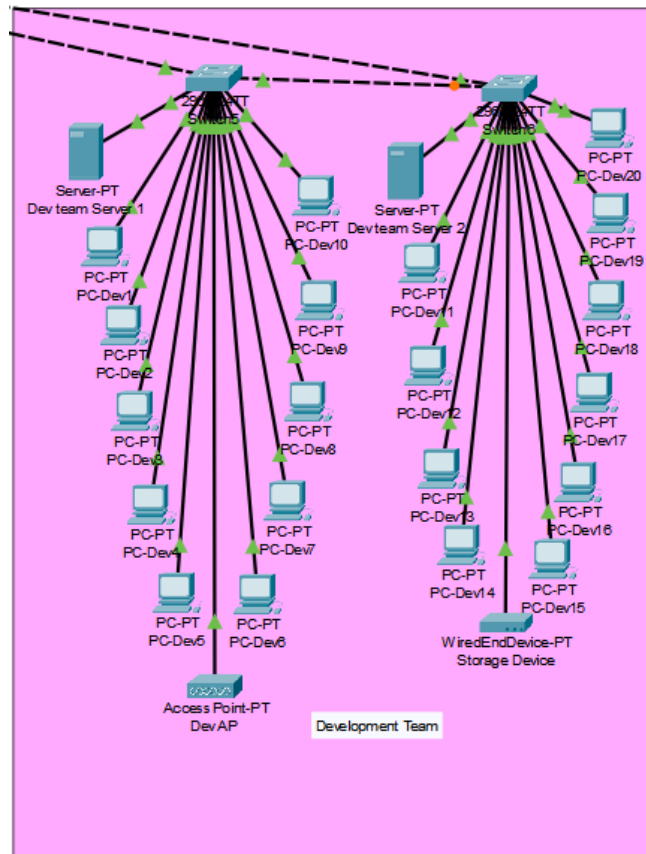 Switch5
Server-PT
Dev team Server 1
PC-PT
PC-Dev1
PC-PT
PC-Dev2
PC-PT
PC-Dev3
PC-PT
PC-Dev4
PC-PT
PC-Dev5
PC-PT
PC-Dev6
PC-PT
PC-Dev7
PC-PT
PC-Dev8
PC-PT
PC-Dev9
PC-PT
PC-Dev10
Access Point-PT
Dev AP
Switch6
Server-PT
Dev team Server 2
PC-PT
PC-Dev11
PC-PT
PC-Dev12
PC-PT
PC-Dev13
PC-PT
PC-Dev14
PC-PT
PC-Dev15
PC-PT
PC-Dev16
PC-PT
PC-Dev17
PC-PT
PC-Dev18
PC-PT
PC-Dev19
PC-PT
PC-Dev20
WiredEndDevice-PT
Storage Device
Development Team